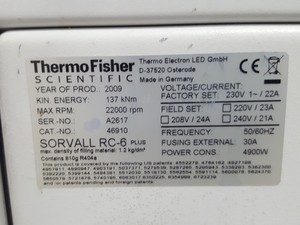 ThermoFisher
SCIENTIFIC
Thermo Electron LED GmbH
D-37520 Osterode
Made in Germany
YEAR OF PROD. 2009
KIN. ENERGY: 137 kNm
MAX RPM: 22000 rpm
SER.-NO: A2617
CAT.-NO: 46910
SORVALL RC-6 PLUS
max. density of filling material: 1.2 kg/dm³
Contains 610g R404a
VOLTAGE/CURRENT:
FACTORY SET: 230V 1~ /22A
FIELD SET: 220V / 23A
208V / 24A 240V / 21A
FREQUENCY: 50/60HZ
FUSING EXTERNAL 30A
POWER CONS. 4900W
This product is covered by the following US. patents